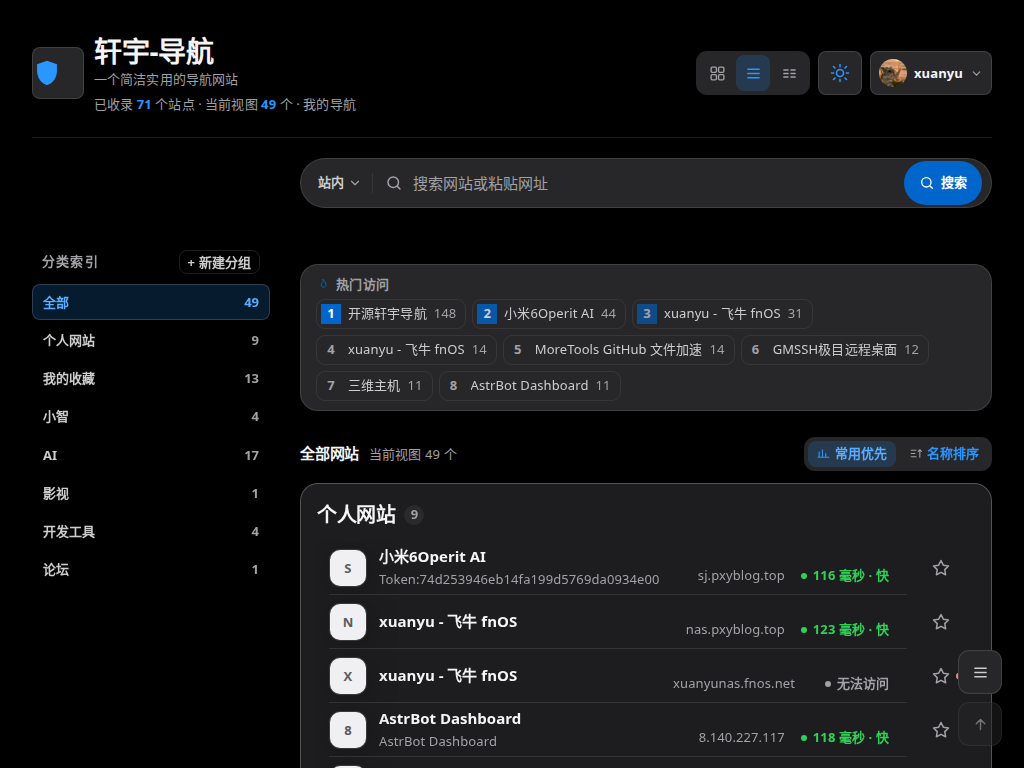 轩宇-导航
一个简洁实用的导航网站
已收录 71 个站点 · 当前视图 49 个 · 我的导航
xuanyu
站内
搜索网站或粘贴网址
搜索
分类索引
+ 新建分组
全部 49
个人网站 9
我的收藏 13
小智 4
AI 17
影视 1
开发工具 4
论坛 1
热门访问
1 开源轩宇导航 148 2 小米6Operit AI 44 3 xuanyu - 飞牛 fnOS 31
4 xuanyu - 飞牛 fnOS 14 5 MoreTools GitHub 文件加速 14 6 GMSSH极目远程桌面 12
7 三维主机 11 8 AstrBot Dashboard 11
全部网站 当前视图 49 个
常用优先 名称排序
个人网站 9
S 小米6Operit AI
Token:74d253946eb14fa199d5769da0934e00 sj.pxyblog.top 116 毫秒 · 快
N xuanyu - 飞牛 fnOS nas.pxyblog.top 123 毫秒 · 快
X xuanyu - 飞牛 fnOS xuanyunas.fnos.net 无法访问
8 AstrBot Dashboard
AstrBot Dashboard 8.140.227.117 118 毫秒 · 快